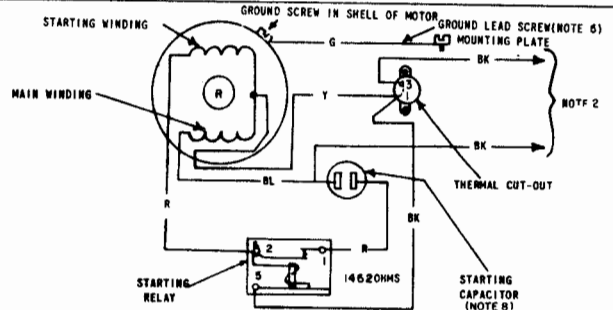 GROUND SCREW IN SHELL OF MOTOR
STARTING WINDING
GROUND LEAD SCREW(NOTE 6)
G
MOUNTING PLATE
BK
3
1
R
MAIN WINDING
Y
NOTE 2
BK
THERMAL CUT-OUT
BL
R
BK
2
1
R
5
1462OHMS
STARTING
RELAY
STARTING
CAPACITOR
(NOTE 8)